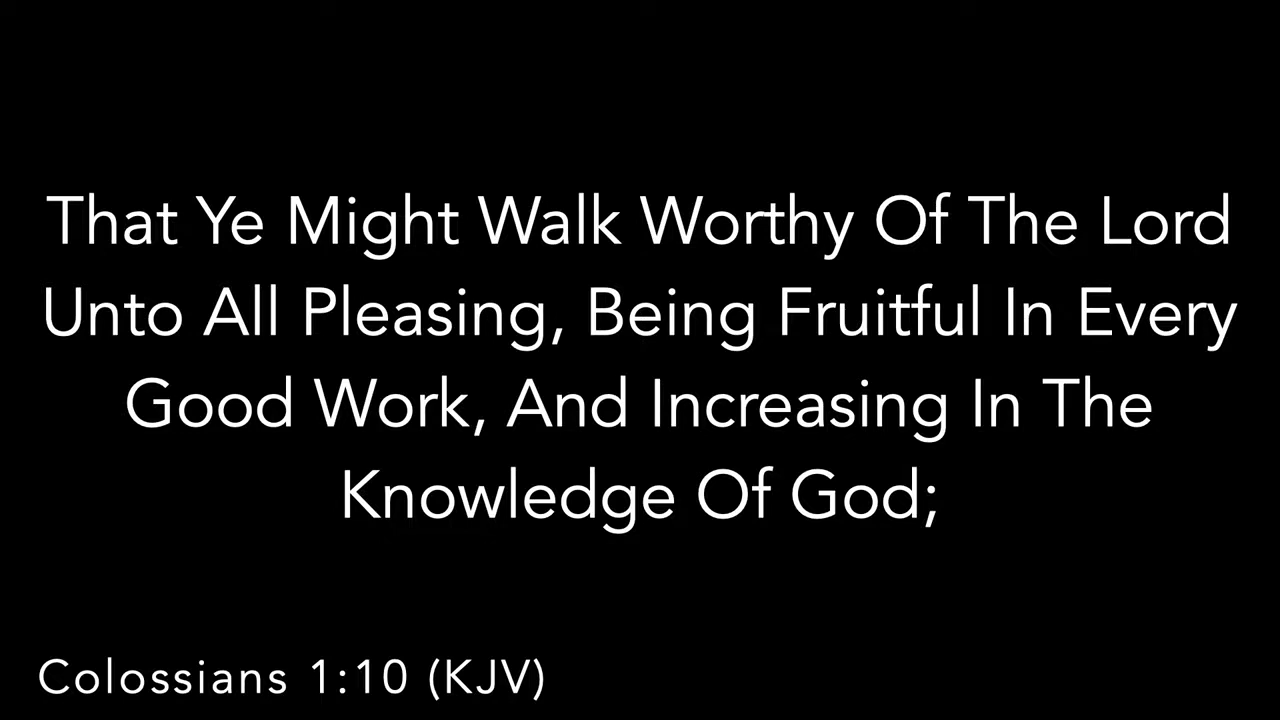 That Ye Might Walk Worthy Of The Lord
Unto All Pleasing, Being Fruitful In Every
Good Work, And Increasing In The
Knowledge Of God;
Colossians 1:10 (KJV)